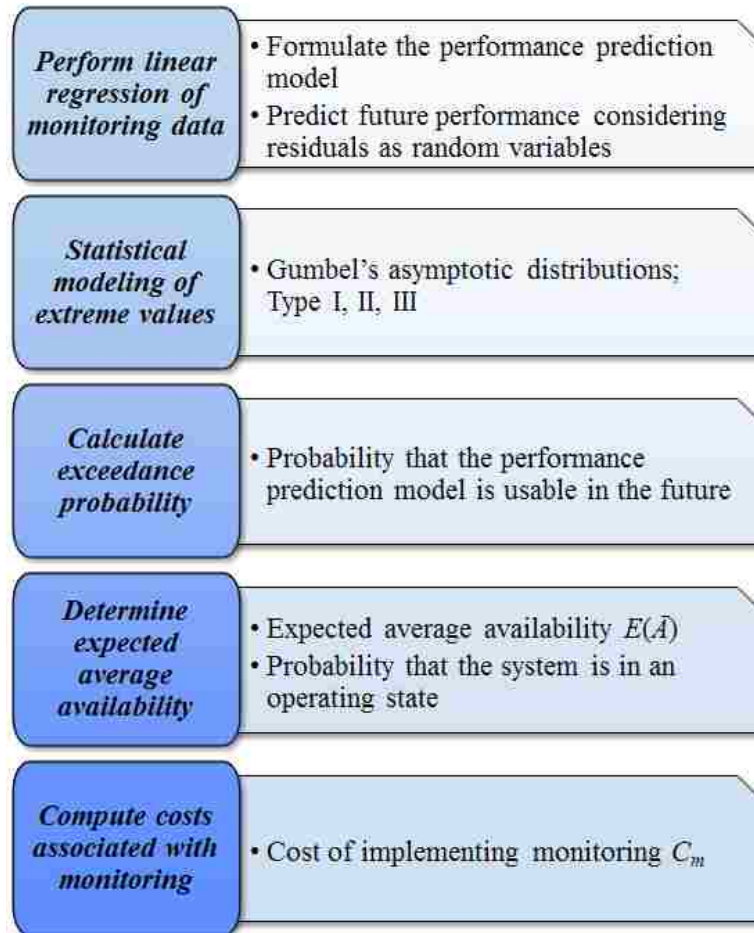 Perform linear
regression of
monitoring data
• Formulate the performance prediction
model
• Predict future performance considering
residuals as random variables
Statistical
modeling of
extreme values
• Gumbel’s asymptotic distributions;
Type I, II, III
Calculate
exceedance
probability
• Probability that the performance
prediction model is usable in the future
Determine
expected
average
availability
• Expected average availability E(Ā)
• Probability that the system is in an
operating state
Compute costs
associated with
monitoring
• Cost of implementing monitoring Cₘ